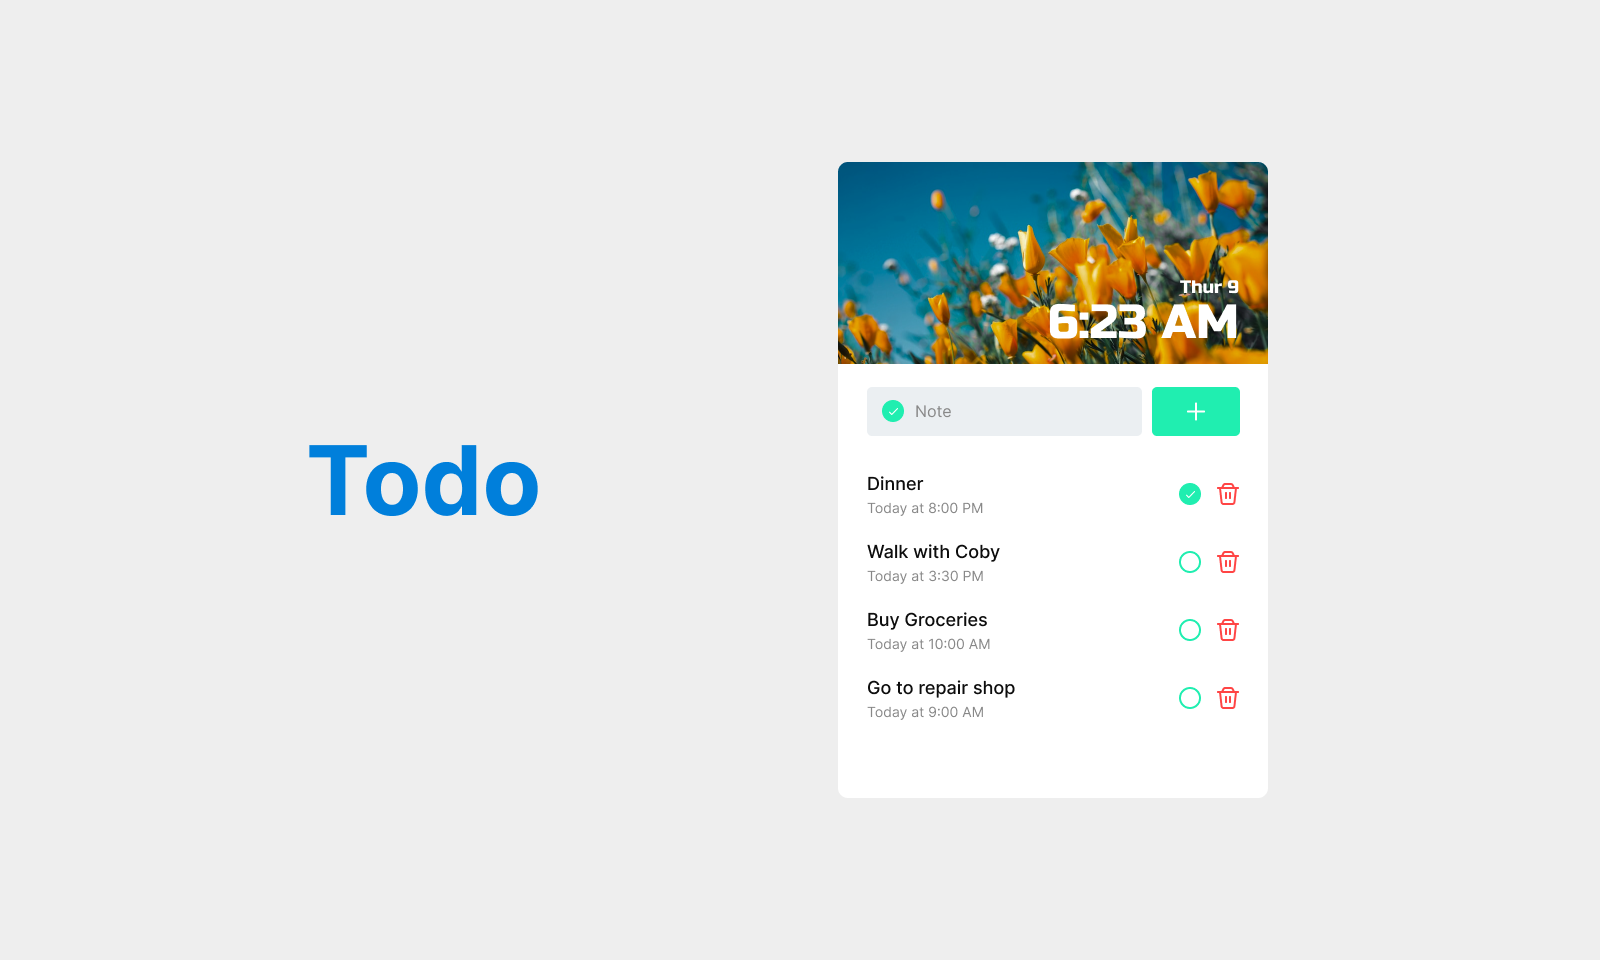 Todo
Thur 9
6:23 AM
Note
Dinner
Today at 8:00 PM
Walk with Coby
Today at 3:30 PM
Buy Groceries
Today at 10:00 AM
Go to repair shop
Today at 9:00 AM